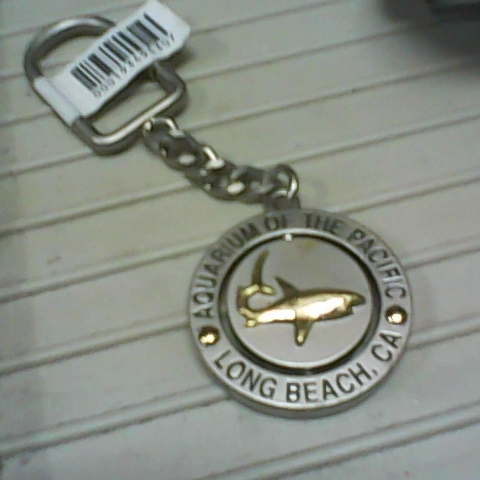 AQUARIUM OF THE PACIFIC
LONG BEACH, CA